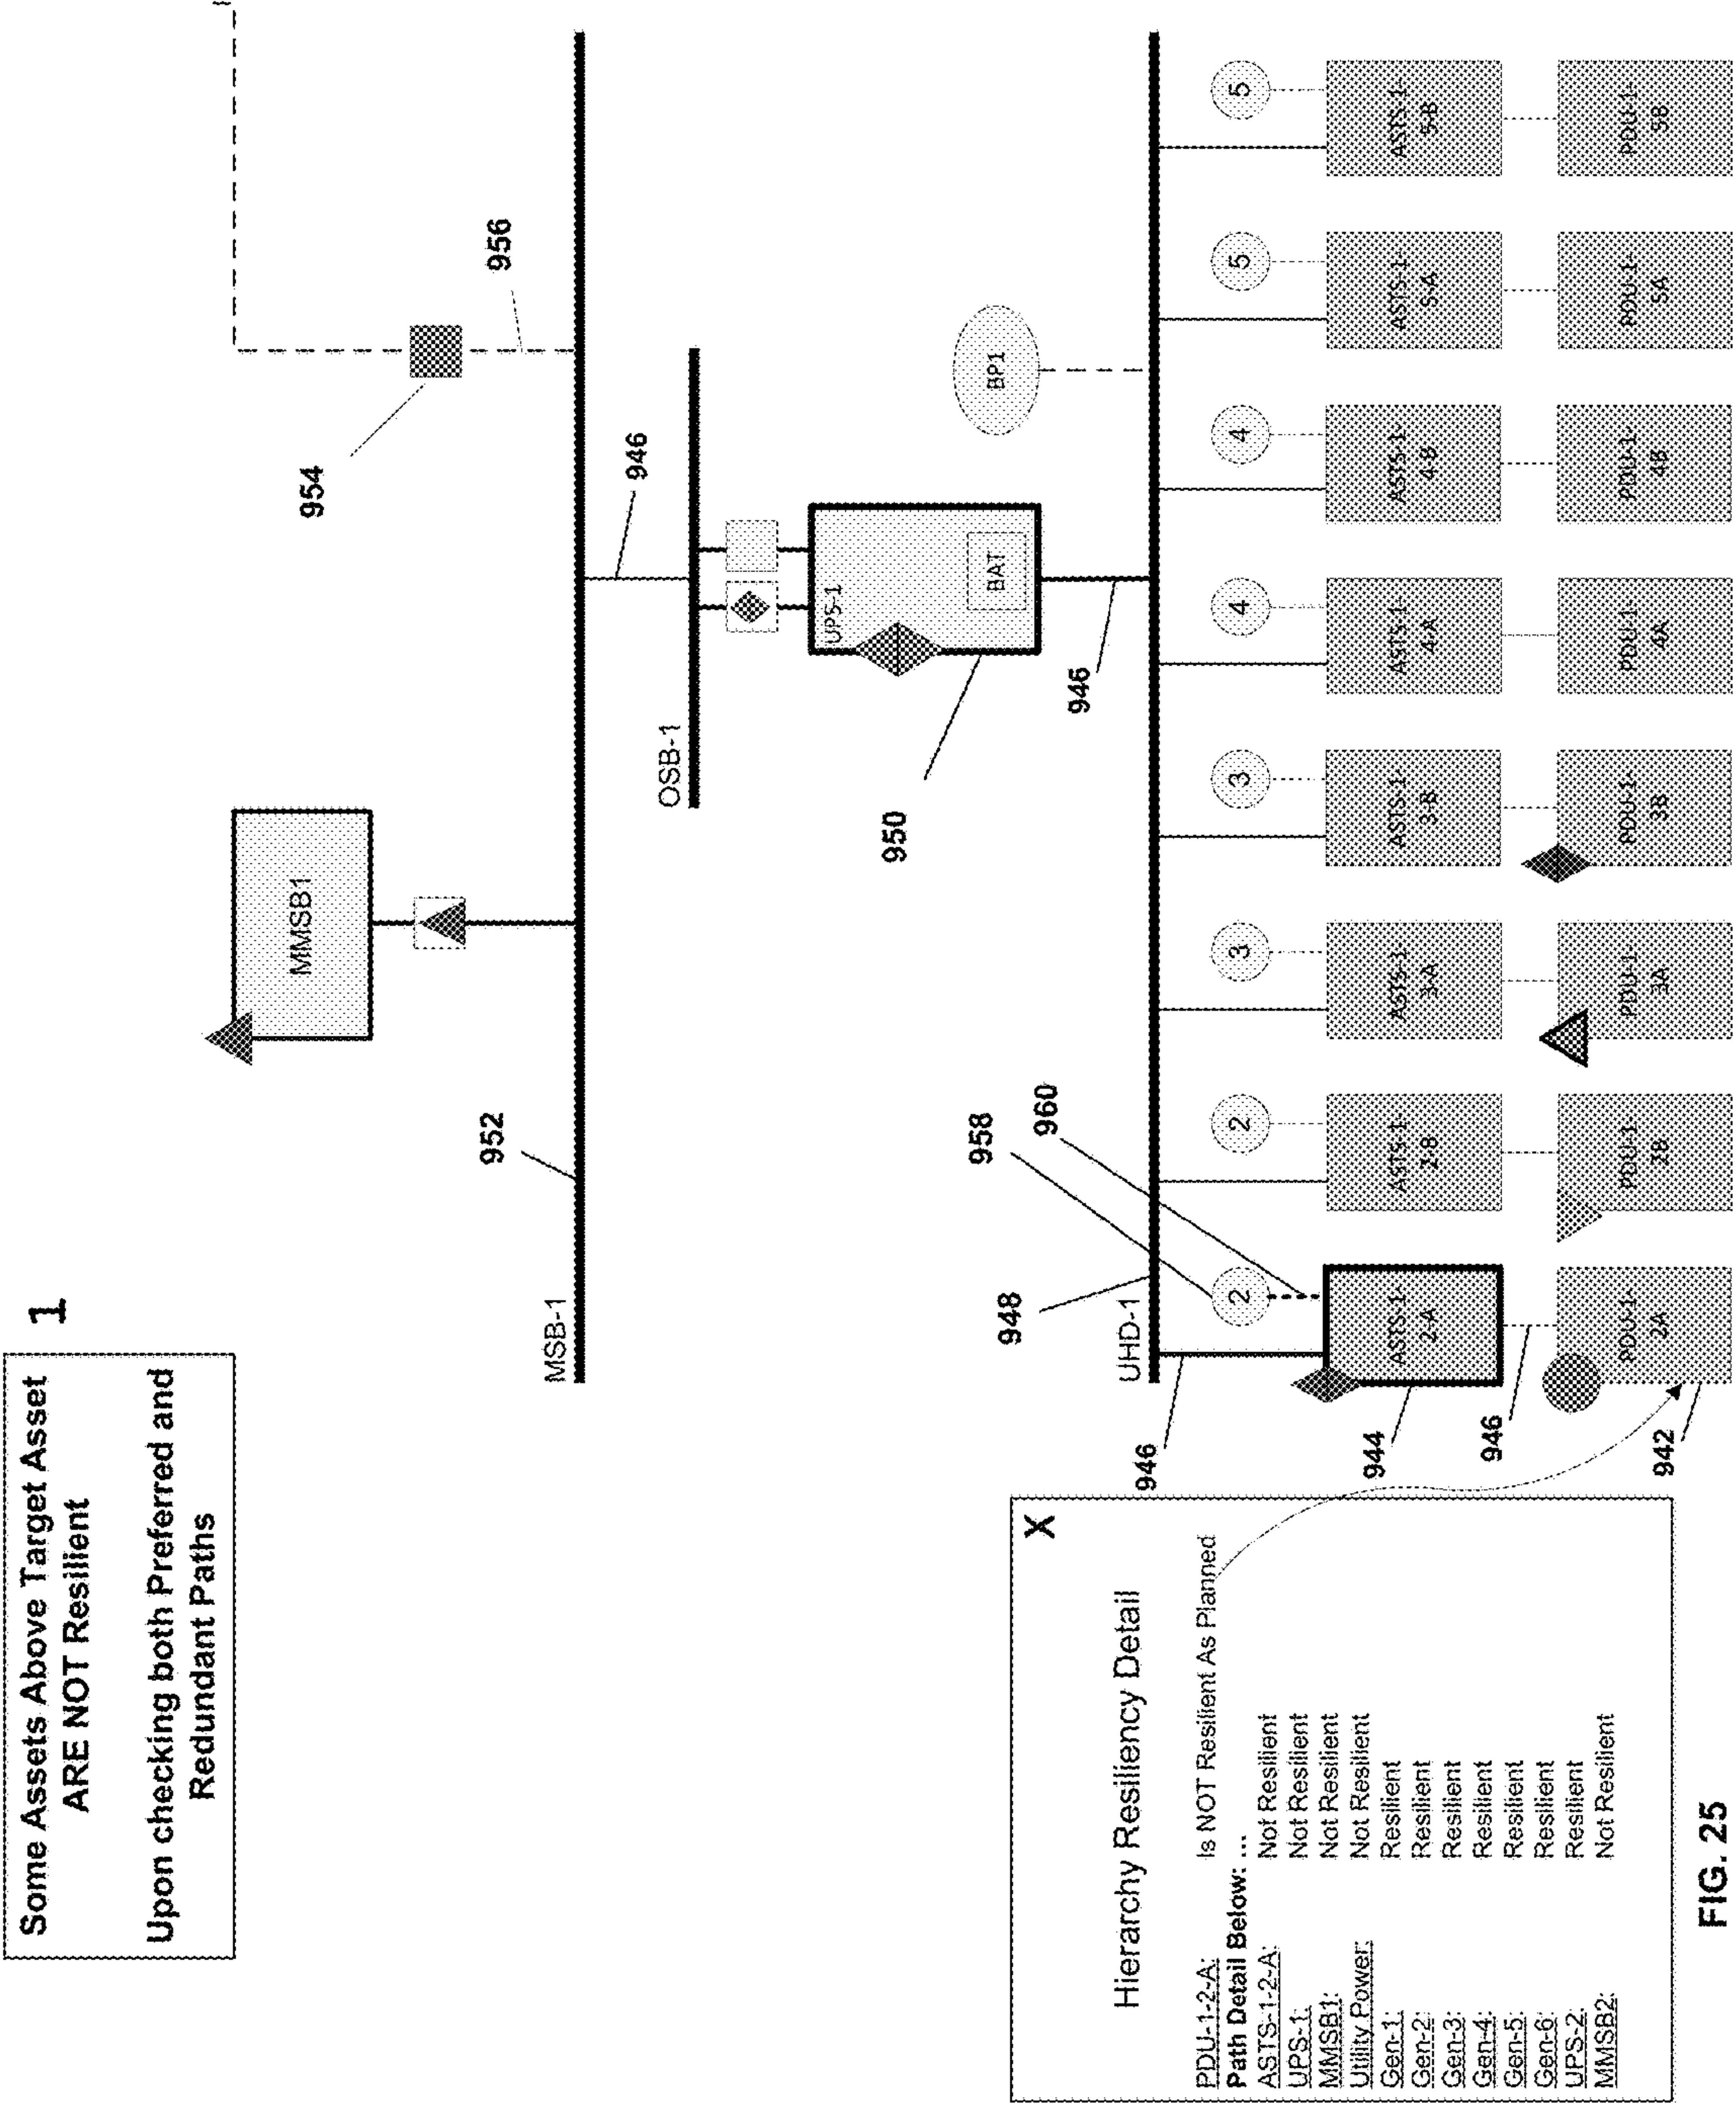 Some Assets Above Target Asset
ARE NOT Resilient
Upon checking both Preferred and
Redundant Paths
1
MMSB1
954
956
952
MSB-1
946
OSB-1
UPS-1
BAT
950
946
BP1
958
960
948
UHD-1
2
2
3
3
4
4
5
5
946
944
ASTS-1
2-A
ASTS-1-
2-B
ASTS-1-
3-A
ASTS-1
3-B
ASTS-1-
4-A
ASTS-1-
4-B
ASTS-1-
5-A
ASTS-1-
5-B
946
942
PDU-1-
2A
PDU-1
2B
PDU-1-
3A
PDU-1-
3B
PDU-1
4A
PDU-1-
4B
PDU-1-
5A
PDU-1-
5B
X
Hierarchy Resiliency Detail
PDU-1-2-A: Is NOT Resilient As Planned
Path Detail Below: ...
ASTS-1-2-A: Not Resilient
UPS-1: Not Resilient
MMSB1: Not Resilient
Utility Power: Not Resilient
Gen-1: Resilient
Gen-2: Resilient
Gen-3: Resilient
Gen-4: Resilient
Gen-5: Resilient
Gen-6: Resilient
UPS-2: Resilient
MMSB2: Not Resilient
FIG. 25